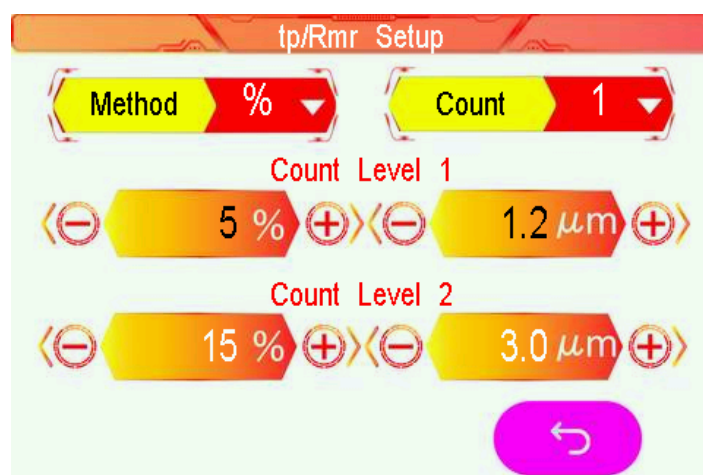 tp/Rmr Setup
Method % Count 1
Count Level 1
5 % 1.2 μm
Count Level 2
15 % 3.0 μm